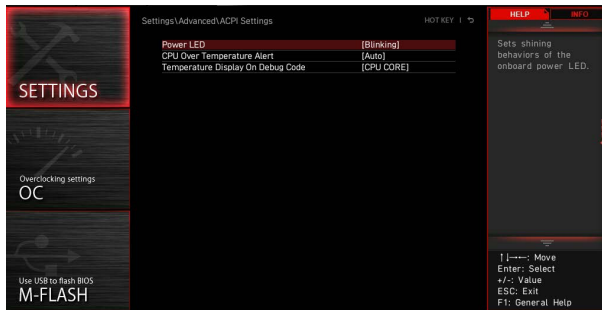 Settings\Advanced\ACPI Settings
HOT KEY | ↩
Power LED [Blinking]
CPU Over Temperature Alert [Auto]
Temperature Display On Debug Code [CPU CORE]
SETTINGS
Overclocking settings
OC
Use USB to flash BIOS
M-FLASH
HELP INFO
Sets shining
behaviors of the
onboard power LED.
↑↓→←: Move
Enter: Select
+/-: Value
ESC: Exit
F1: General Help